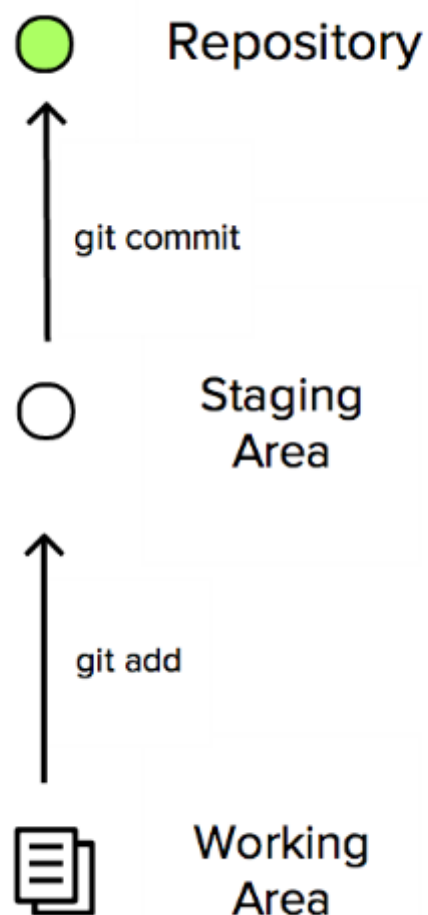 Repository
git commit
Staging
Area
git add
Working
Area